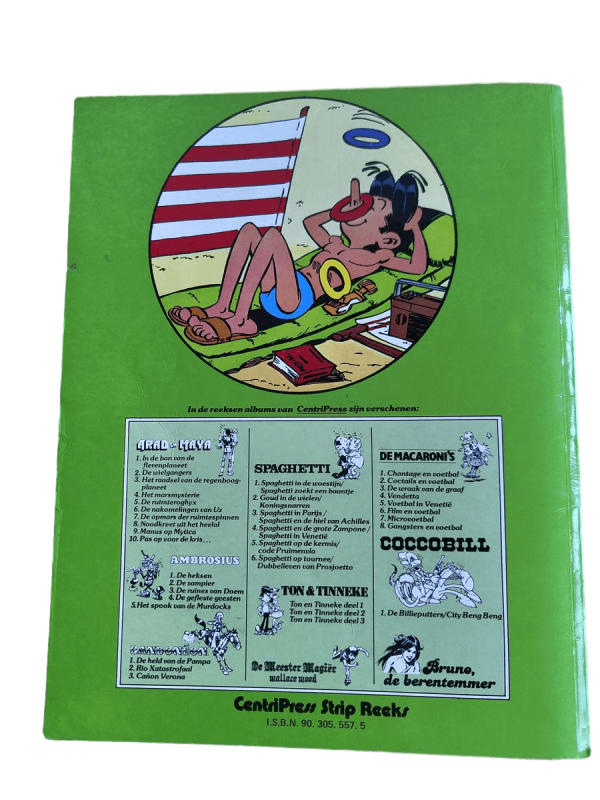 In de reeksen albums van CentriPress zijn verschenen:
ARAD en MAYA
1. In de ban van de
flerenplaneet
2. De wielgangers
3. Het raadsel van de regenboog-
planeet
4. Het marsmysterie
5. De ruimteroghyx
6. De nakomelingen van Uz
7. De opmars der ruimtespinnen
8. Noodkreet uit het heelal
9. Manus op Mytica
10. Pas op voor de kris...
AMBROSIUS
1. De heksen
2. De vampier
3. De ruïnes van Doem
4. De gefleste geesten
5. Het spook van de Murdocks
1. De held van de Pampa
2. Rio Xatastrofaal
3. Cañon Verona
SPAGHETTI
1. Spaghetti in de woestijn/
Spaghetti zoekt een baantje
2. Goud in de wielen/
Koningsnarren
3. Spaghetti in Parijs/
Spaghetti en de hiel van Achilles
4. Spaghetti en de grote Zampone/
Spaghetti in Venetië
5. Spaghetti op de kermis/
code Pruimenvla
6. Spaghetti op tournee/
Dubbelleven van Prosjoetto
TON & TINNEKE
Ton en Tinneke deel 1
Ton en Tinneke deel 2
Ton en Tinneke deel 3
De Meester Magiër
wallace wood
DE MACARONI'S
1. Chantage en voetbal
2. Coctails en voetbal
3. De wraak van de graaf
4. Vendetta
5. Voetbal in Venetië
6. Film en voetbal
7. Microvoetbal
8. Gangsters en voetbal
COCCOBILL
1. De Billieputters/City Beng Beng
Bruno,
de berentemmer
CentriPress Strip Reeks
I.S.B.N. 90. 305. 557. 5